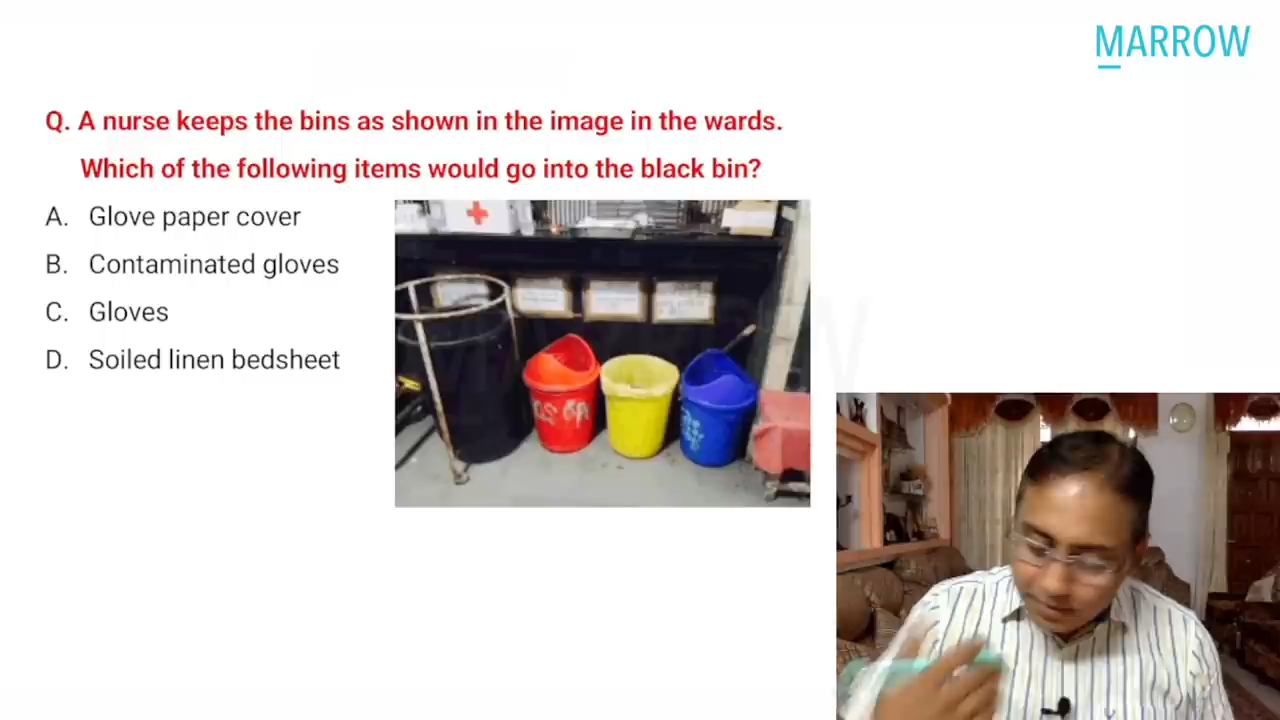 MARROW
Q. A nurse keeps the bins as shown in the image in the wards.
Which of the following items would go into the black bin?
A. Glove paper cover
B. Contaminated gloves
C. Gloves
D. Soiled linen bedsheet